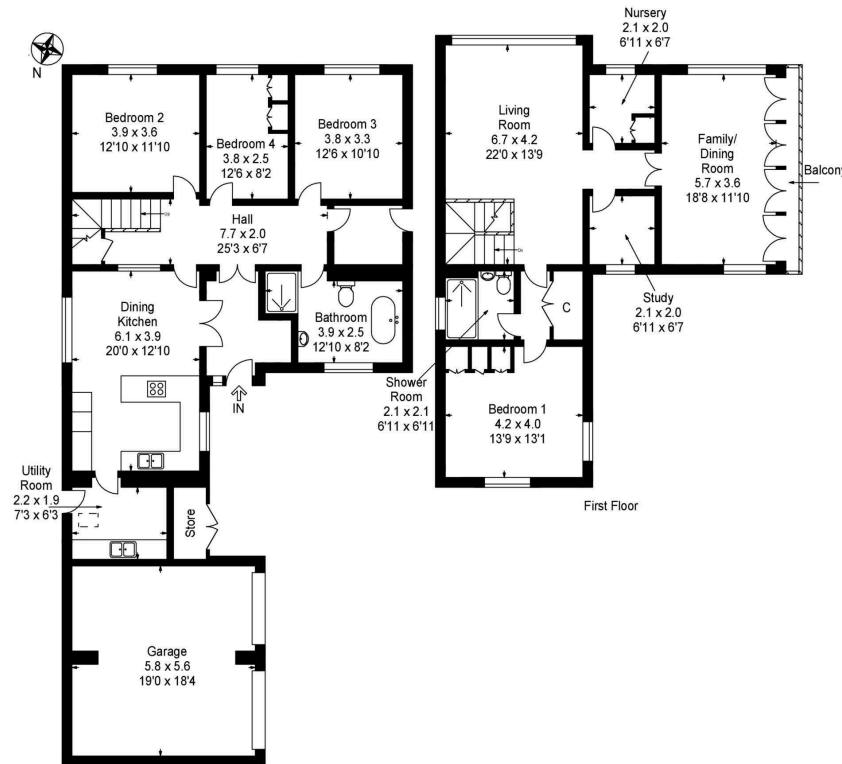 N
Bedroom 2
3.9 x 3.6
12'10 x 11'10
Bedroom 4
3.8 x 2.5
12'6 x 8'2
Bedroom 3
3.8 x 3.3
12'6 x 10'10
Hall
7.7 x 2.0
25'3 x 6'7
Dining
Kitchen
6.1 x 3.9
20'0 x 12'10
Bathroom
3.9 x 2.5
12'10 x 8'2
IN
Utility
Room
2.2 x 1.9
7'3 x 6'3
Store
Garage
5.8 x 5.6
19'0 x 18'4
Nursery
2.1 x 2.0
6'11 x 6'7
Living
Room
6.7 x 4.2
22'0 x 13'9
Family/
Dining
Room
5.7 x 3.6
18'8 x 11'10
Balcony
Study
2.1 x 2.0
6'11 x 6'7
C
Shower
Room
2.1 x 2.1
6'11 x 6'11
Bedroom 1
4.2 x 4.0
13'9 x 13'1
First Floor